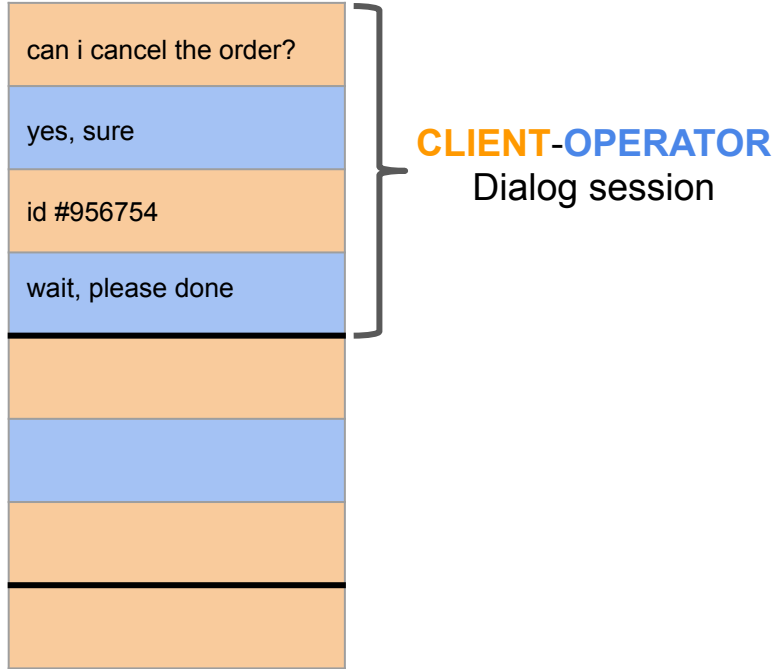 can i cancel the order?
yes, sure
id #956754
wait, please done
CLIENT-OPERATOR
Dialog session